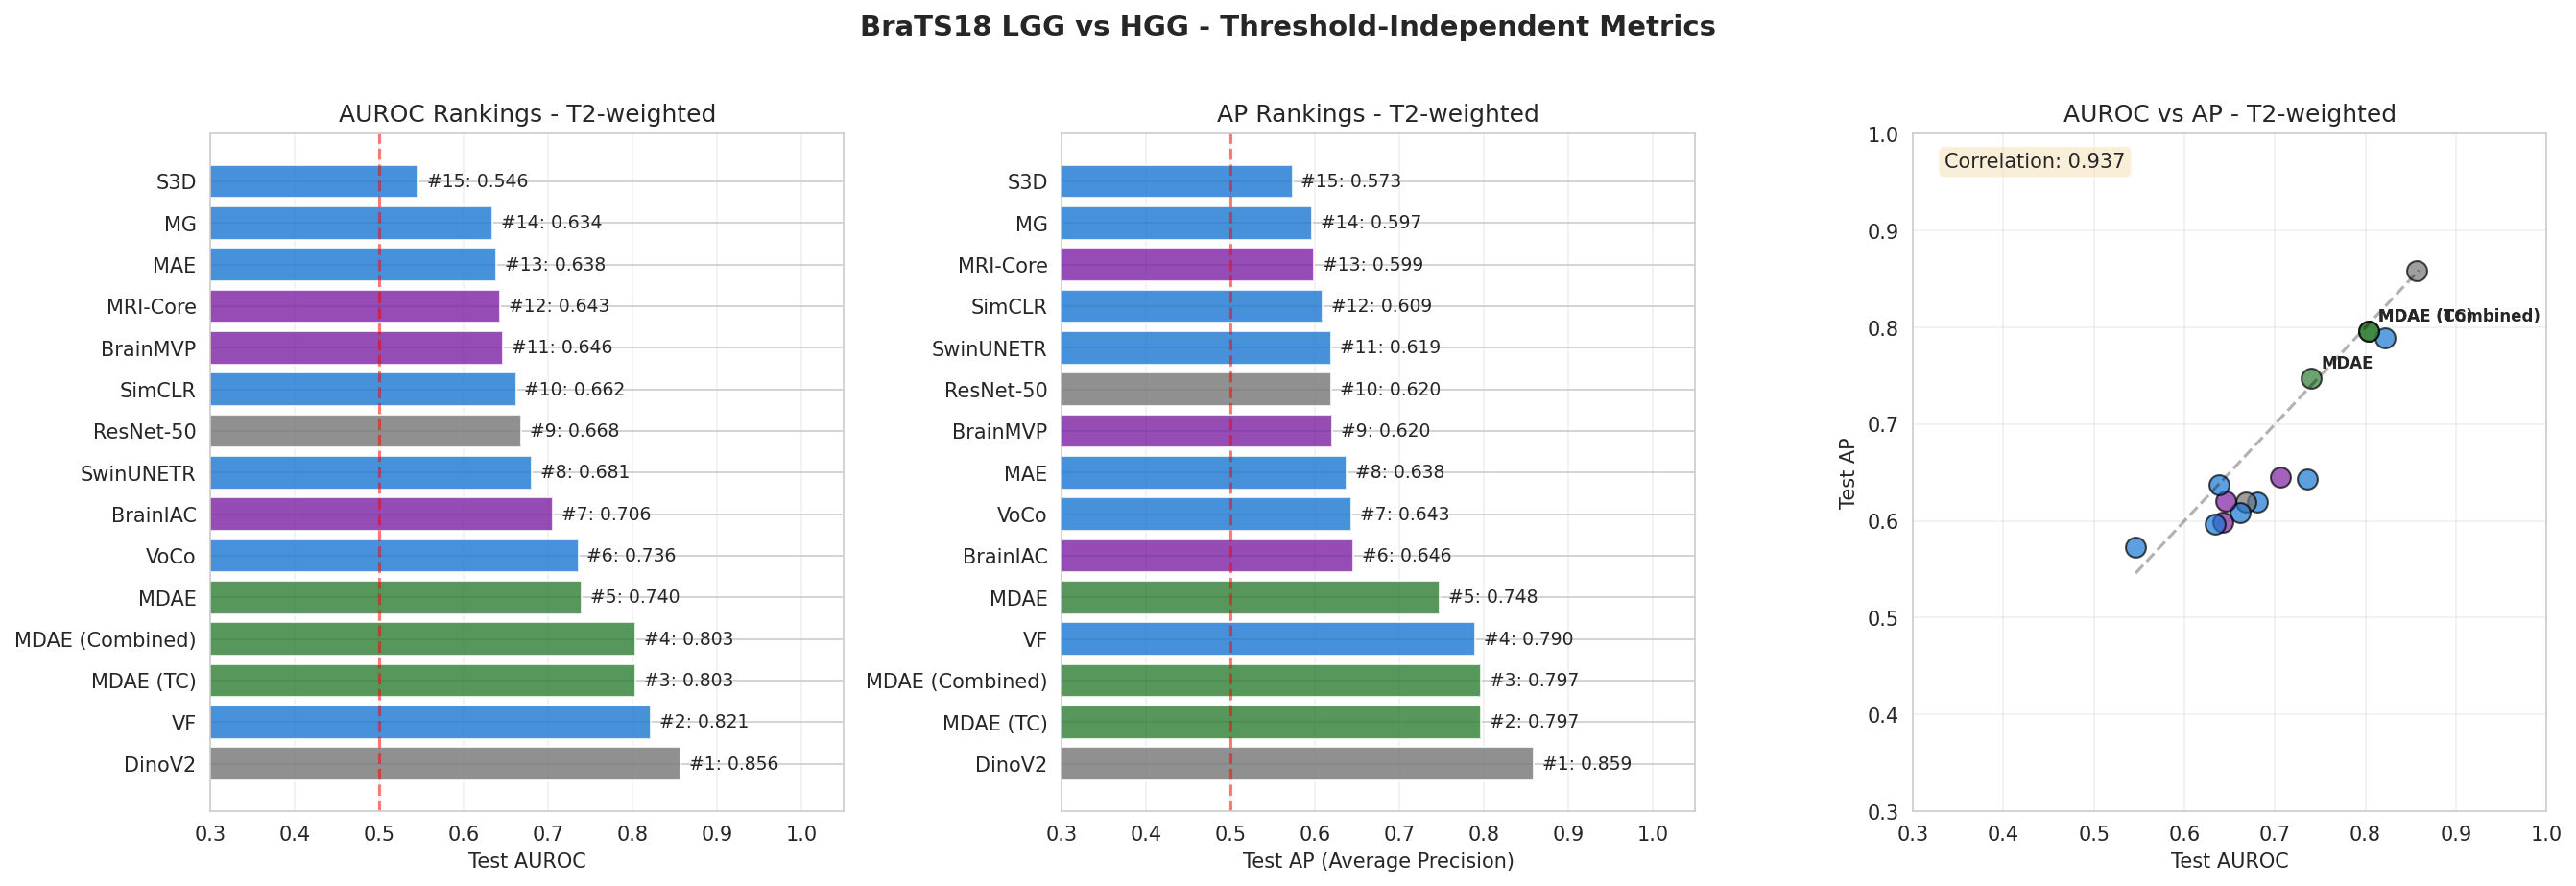 BraTS18 LGG vs HGG - Threshold-Independent Metrics
AUROC Rankings - T2-weighted
S3D
#15: 0.546
MG
#14: 0.634
MAE
#13: 0.638
MRI-Core
#12: 0.643
BrainMVP
#11: 0.646
SimCLR
#10: 0.662
ResNet-50
#9: 0.668
SwinUNETR
#8: 0.681
BrainIAC
#7: 0.706
VoCo
#6: 0.736
MDAE
#5: 0.740
MDAE (Combined)
#4: 0.803
MDAE (TC)
#3: 0.803
VF
#2: 0.821
DinoV2
#1: 0.856
0.3 0.4 0.5 0.6 0.7 0.8 0.9 1.0
Test AUROC
AP Rankings - T2-weighted
S3D
#15: 0.573
MG
#14: 0.597
MRI-Core
#13: 0.599
SimCLR
#12: 0.609
SwinUNETR
#11: 0.619
ResNet-50
#10: 0.620
BrainMVP
#9: 0.620
MAE
#8: 0.638
VoCo
#7: 0.643
BrainIAC
#6: 0.646
MDAE
#5: 0.748
VF
#4: 0.790
MDAE (Combined)
#3: 0.797
MDAE (TC)
#2: 0.797
DinoV2
#1: 0.859
0.3 0.4 0.5 0.6 0.7 0.8 0.9 1.0
Test AP (Average Precision)
AUROC vs AP - T2-weighted
Correlation: 0.937
1.0
0.9
0.8
0.7
0.6
0.5
0.4
0.3
Test AP
MDAE (TC)
MDAE (Combined)
MDAE
0.3 0.4 0.5 0.6 0.7 0.8 0.9 1.0
Test AUROC